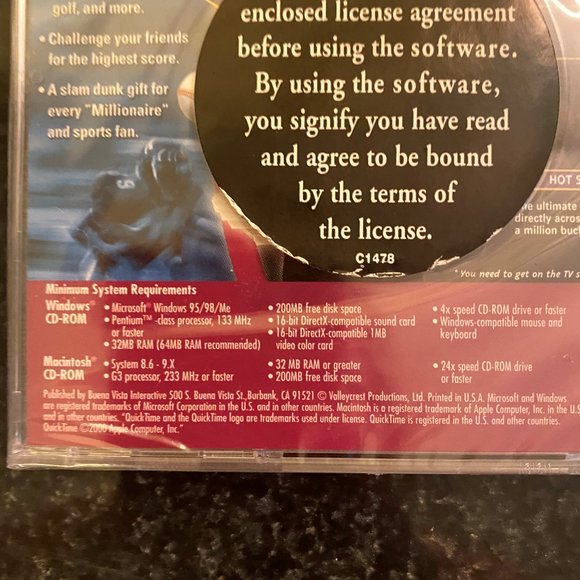 golf, and more.
• Challenge your friends
for the highest score.
• A slam dunk gift for
every "Millionaire"
and sports fan.
enclosed license agreement
before using the software.
By using the software,
you signify you have read
and agree to be bound
by the terms of
the license.
C1478
HOT S
ultimate
directly across
a million buck
* You need to get on the TV s
Minimum System Requirements
Windows® CD-ROM
• Microsoft® Windows 95/98/Me
• Pentium™-class processor, 133 MHz
or faster
• 32MB RAM (64MB RAM recommended)
• 200MB free disk space
• 16-bit DirectX-compatible sound card
• 16-bit DirectX-compatible 1MB
video color card
• 4x speed CD-ROM drive or faster
• Windows-compatible mouse and
keyboard
Macintosh® CD-ROM
• System 8.6 - 9.X
• G3 processor, 233 MHz or faster
• 32 MB RAM or greater
• 200MB free disk space
• 24x speed CD-ROM drive
or faster
Published by Buena Vista Interactive 500 S. Buena Vista St.,Burbank, CA 91521 © Valleycrest Productions, Ltd. Printed in U.S.A. Microsoft and Windows
are registered trademarks of Microsoft Corporation in the U.S. and in other countries. Macintosh is a registered trademark of Apple Computer, Inc. in the U.S
and in other countries. "QuickTime and the QuickTime logo are trademarks used under license. QuickTime is registered in the U.S. and other countries.
QuickTime ©2000 Apple Computer, Inc."